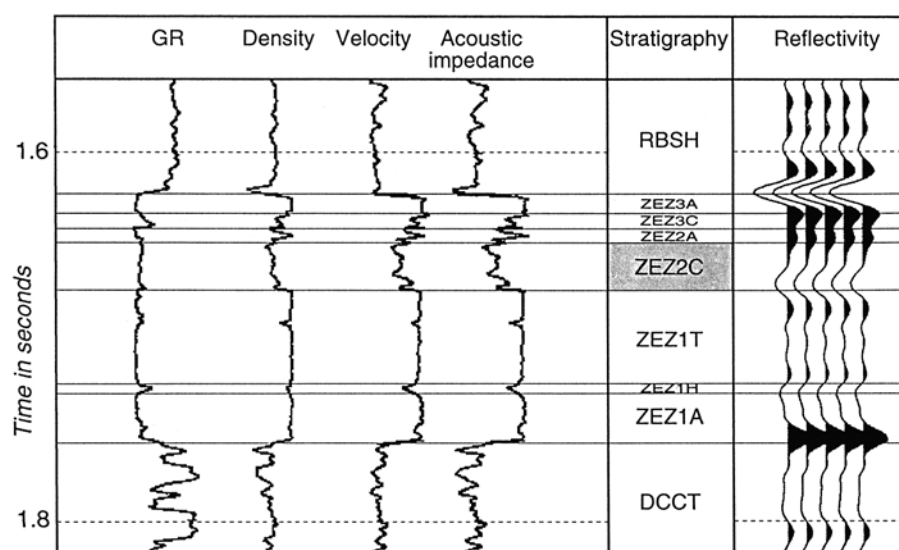 GR Density Velocity Acoustic impedance Stratigraphy Reflectivity
1.6
RBSH
ZEZ3A
ZEZ3C
ZEZ2A
ZEZ2C
Time in seconds
ZEZ1T
ZEZ1H
ZEZ1A
1.8
DCCT